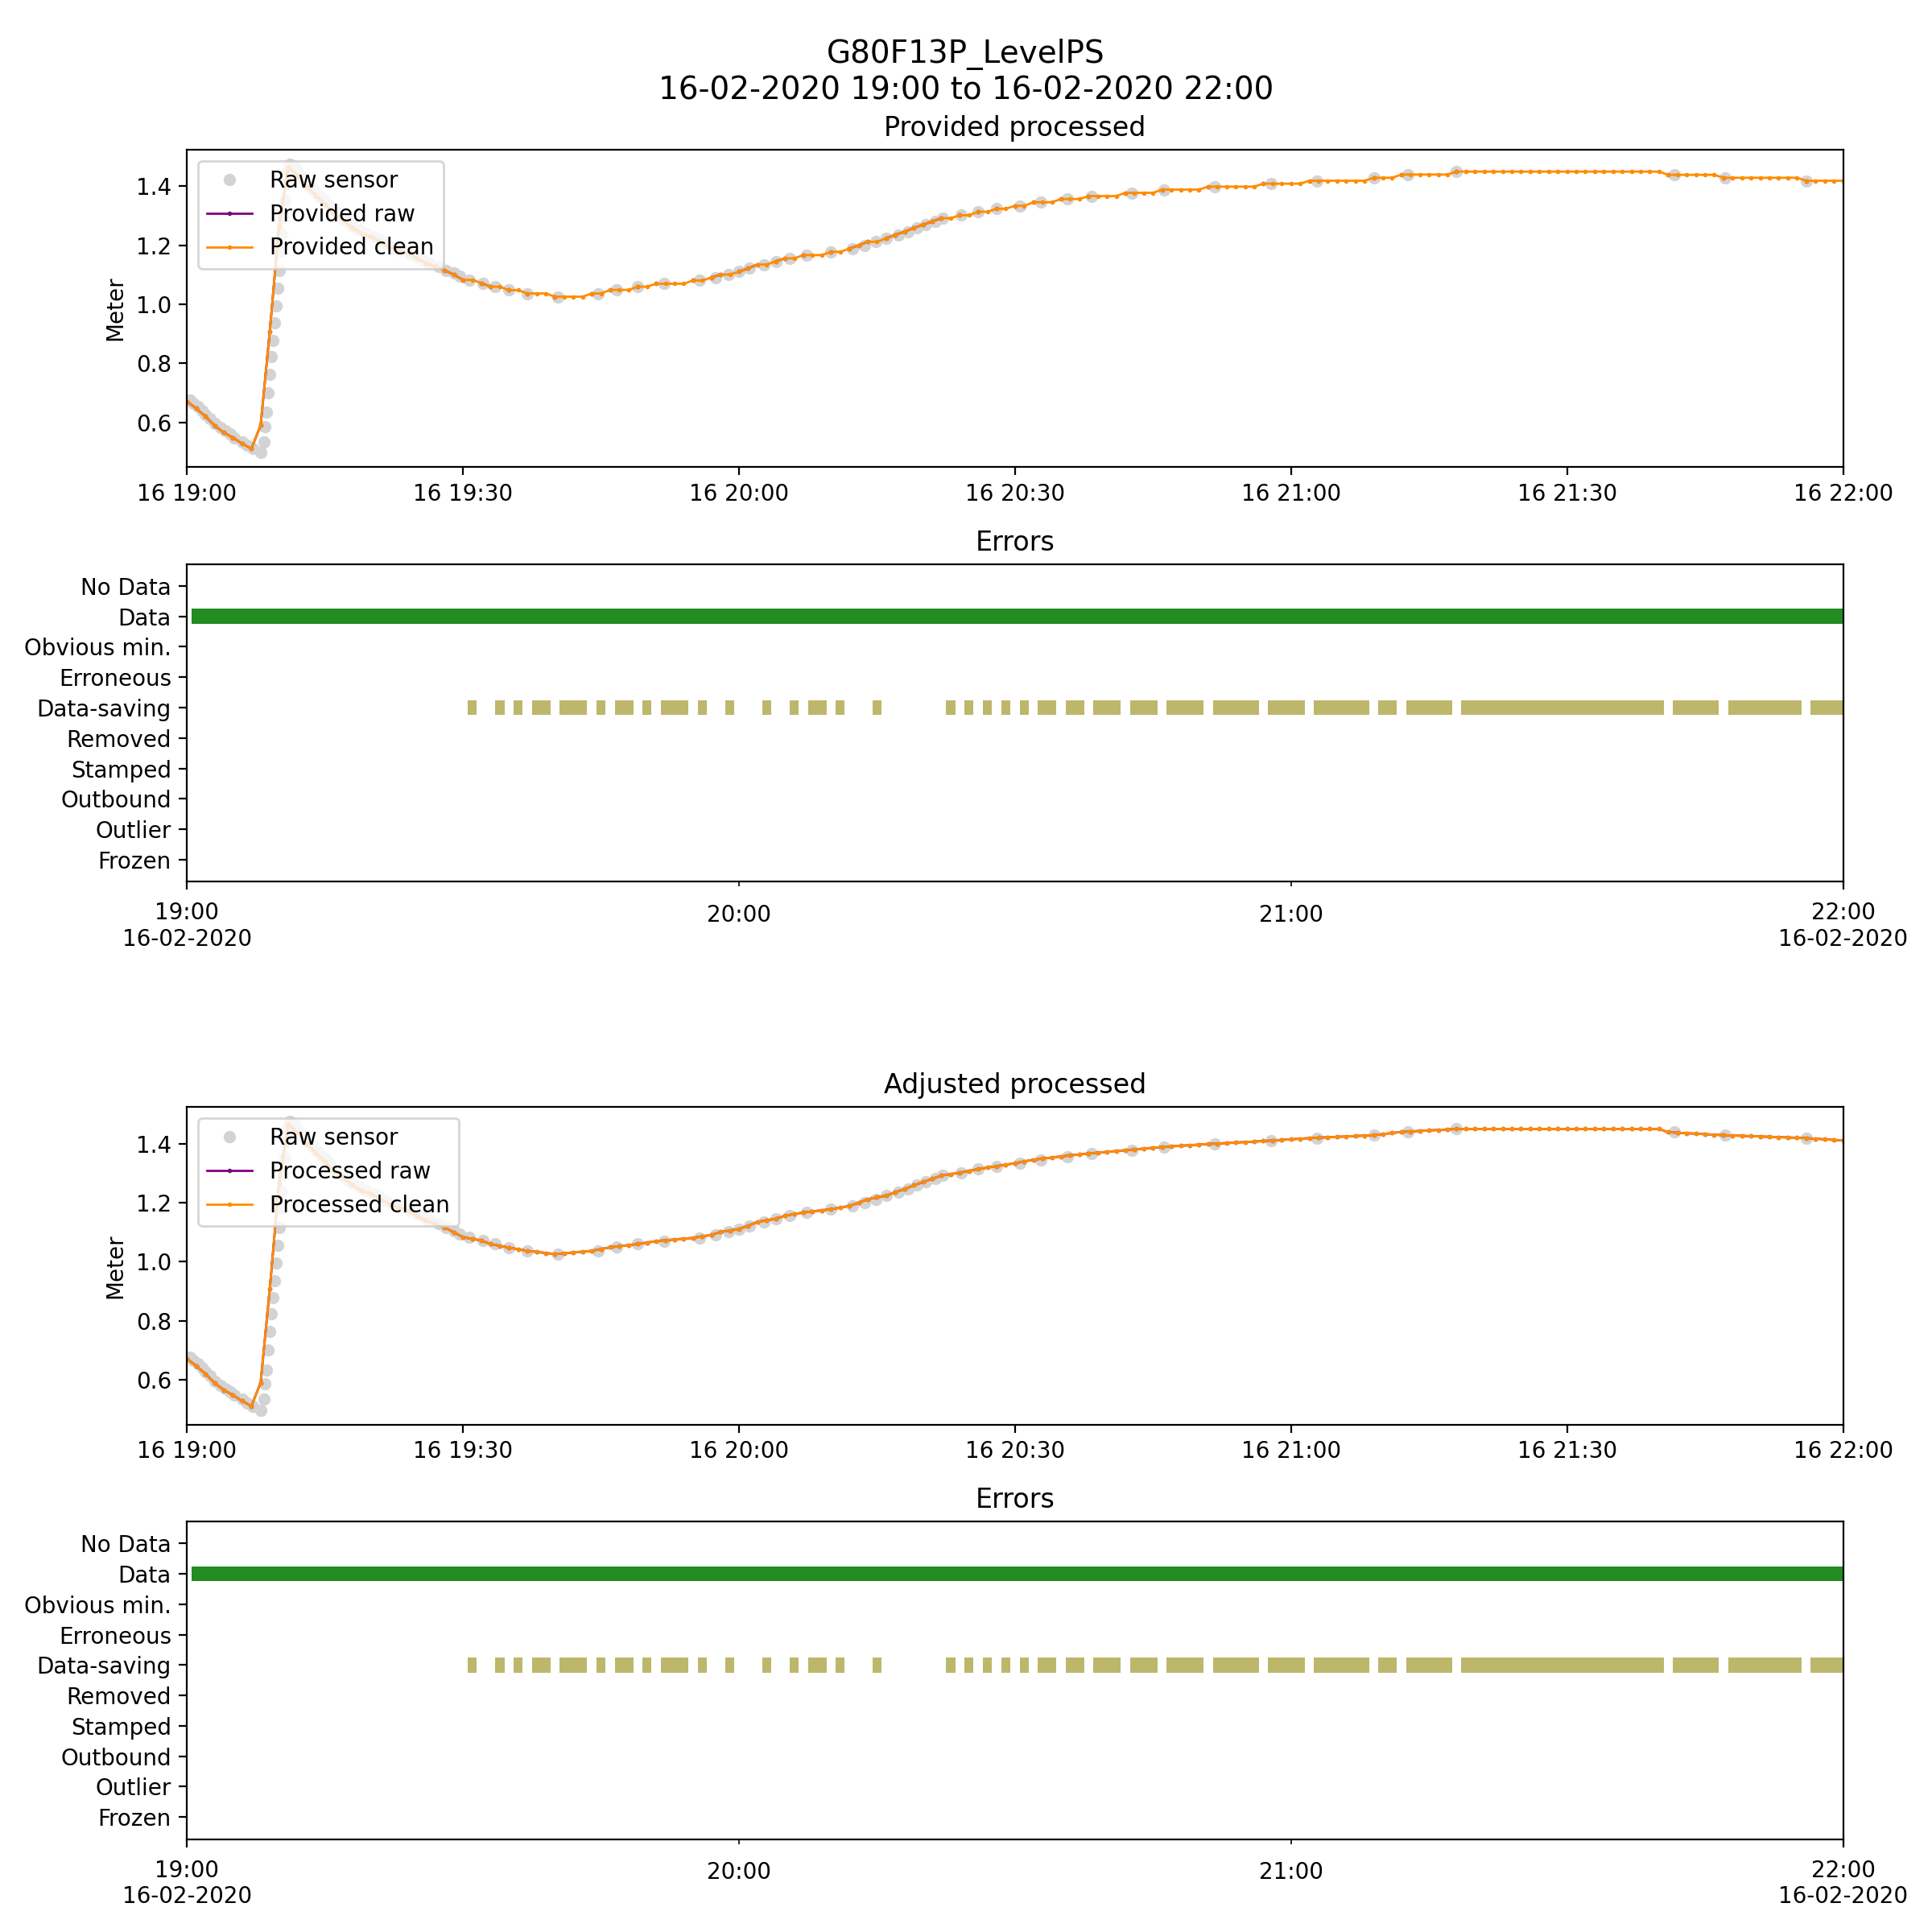 G80F13P_LevelPS
16-02-2020 19:00 to 16-02-2020 22:00
Provided processed
Raw sensor
Provided raw
Provided clean
Meter
1.4
1.2
1.0
0.8
0.6
16 19:00 16 19:30 16 20:00 16 20:30 16 21:00 16 21:30 16 22:00
Errors
No Data
Data
Obvious min.
Erroneous
Data-saving
Removed
Stamped
Outbound
Outlier
Frozen
19:00 20:00 21:00 22:00
16-02-2020 16-02-2020
Adjusted processed
Raw sensor
Processed raw
Processed clean
Meter
1.4
1.2
1.0
0.8
0.6
16 19:00 16 19:30 16 20:00 16 20:30 16 21:00 16 21:30 16 22:00
Errors
No Data
Data
Obvious min.
Erroneous
Data-saving
Removed
Stamped
Outbound
Outlier
Frozen
19:00 20:00 21:00 22:00
16-02-2020 16-02-2020